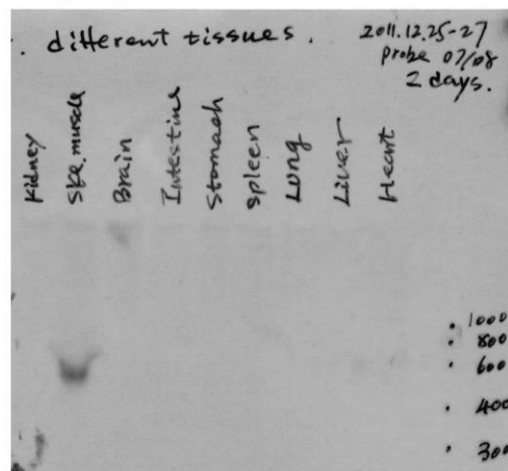 . different tissues.
2011.12.25-27
probe 07/08
2 days.
Kidney
Ske. muscle
Brain
Intestine
Stomach
Spleen
Lung
Liver
Heart
. 1000
. 800
. 600
. 400
. 300